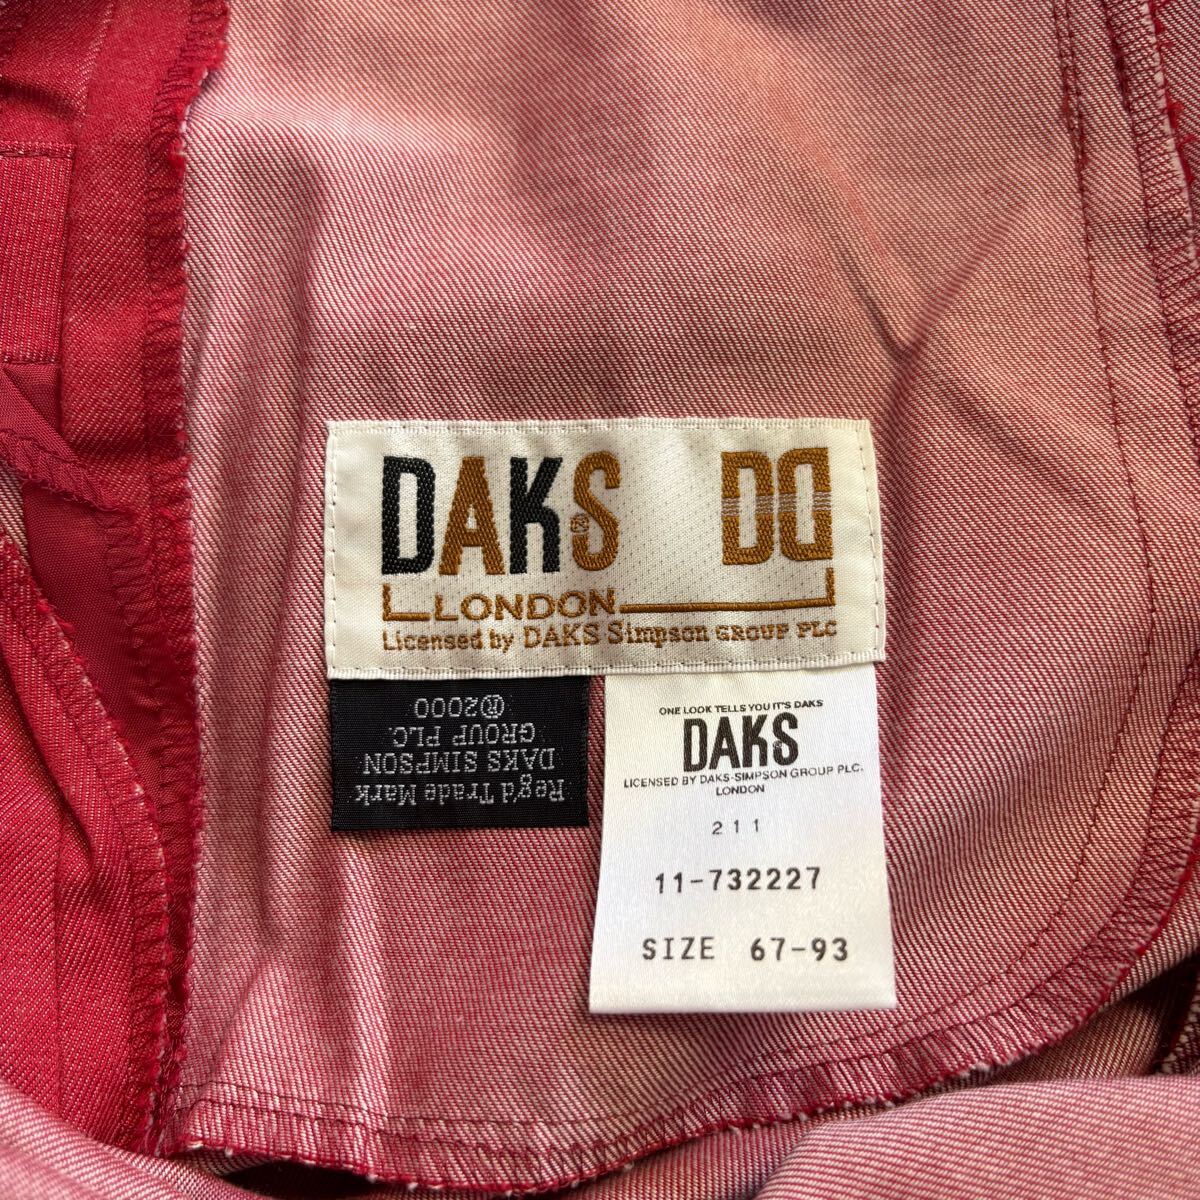 DAKS® DD
LONDON
Licensed by DAKS Simpson GROUP PLC
Reg'd Trade Mark
DAKS SIMPSON
GROUP PLC.
®2000
ONE LOOK TELLS YOU IT'S DAKS
DAKS
LICENSED BY DAKS-SIMPSON GROUP PLC.
LONDON
211
11-732227
SIZE 67-93